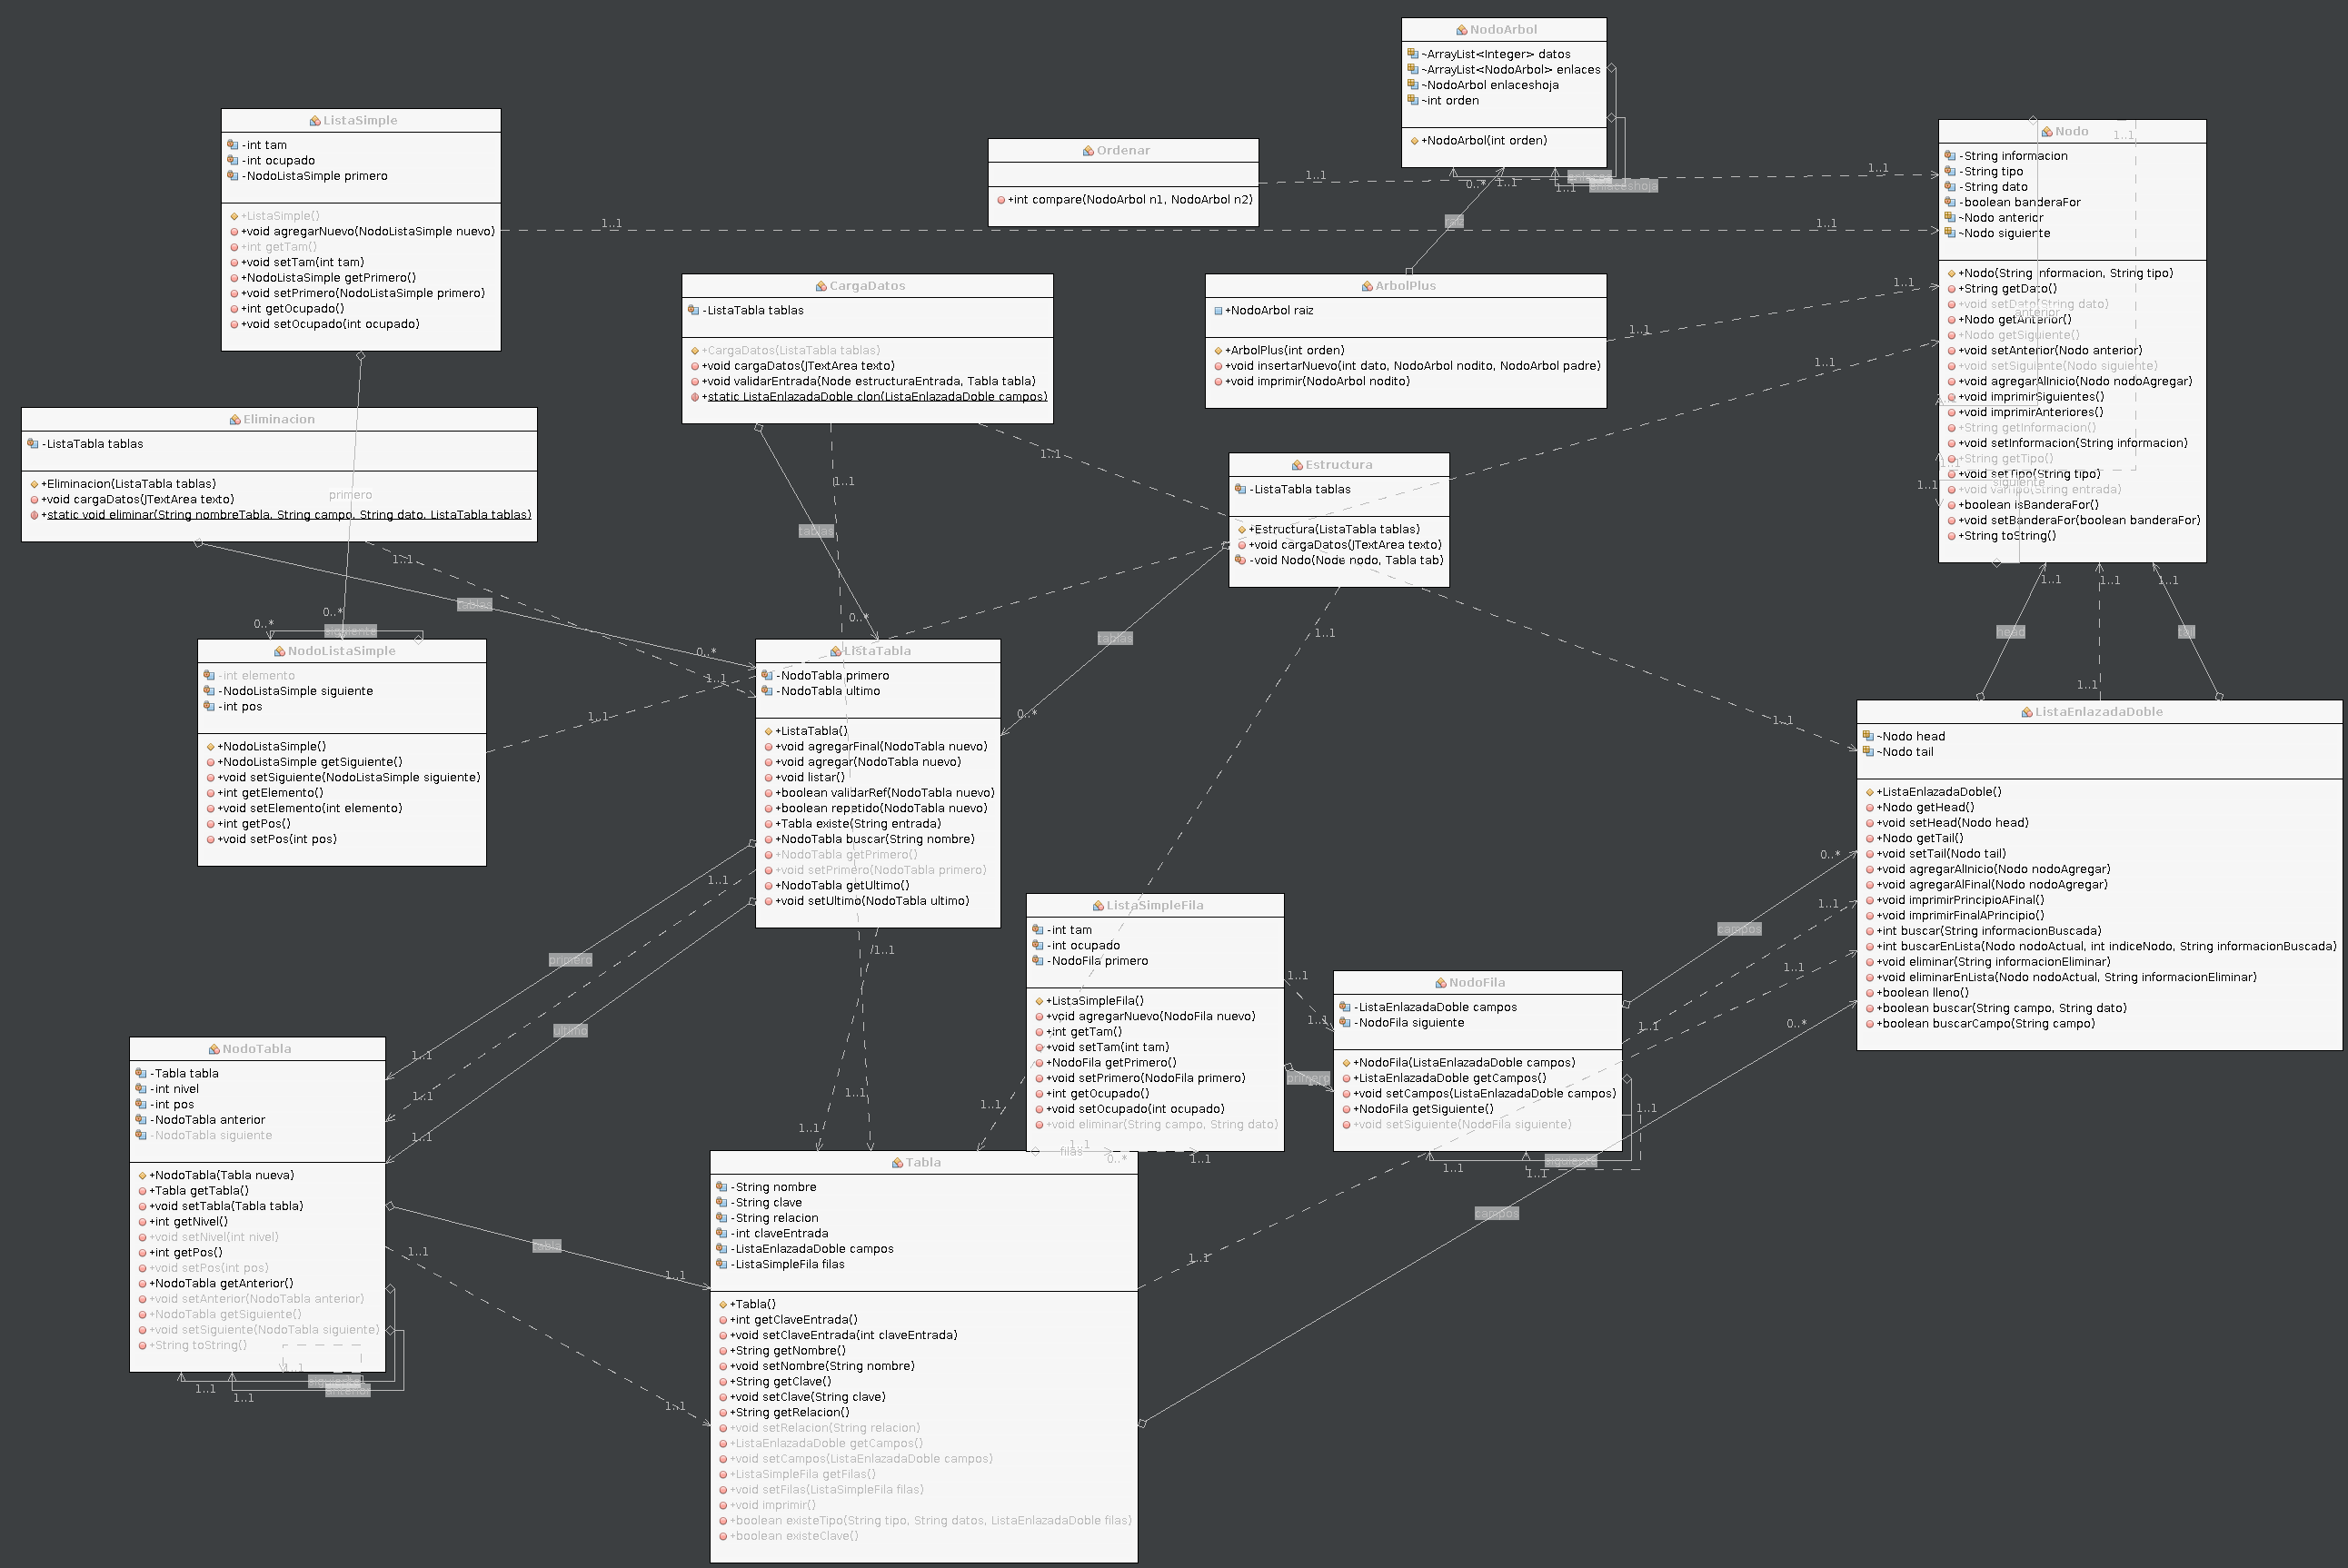 NodoArbol
~ArrayList<Integer> datos
~ArrayList<NodoArbol> enlaces
~NodoArbol enlaceshoja
~int orden
+NodoArbol(int orden)
enlaces
enlaceshoja
0..*
1..1
1..1
ListaSimple
-int tam
-int ocupado
-NodoListaSimple primero
+ListaSimple()
+void agregarNuevo(NodoListaSimple nuevo)
+int getTam()
+void setTam(int tam)
+NodoListaSimple getPrimero()
+void setPrimero(NodoListaSimple primero)
+int getOcupado()
+void setOcupado(int ocupado)
1..1
1..1
Ordenar
+int compare(NodoArbol n1, NodoArbol n2)
1..1
1..1
Nodo
1..1
-String informacion
-String tipo
-String dato
-boolean banderaFor
~Nodo anterior
~Nodo siguiente
+Nodo(String informacion, String tipo)
+String getDato()
+void setDato(String dato)
anterior
+Nodo getAnterior()
+Nodo getSiguiente()
+void setAnterior(Nodo anterior)
+void setSiguiente(Nodo siguiente)
+void agregarAlInicio(Nodo nodoAgregar)
+void imprimirSiguientes()
+void imprimirAnteriores()
+String getInformacion()
+void setInformacion(String informacion)
+String getTipo()
1..1
+void setTipo(String tipo)
siguiente
1..1
+void varTipo(String entrada)
+boolean isBanderaFor()
+void setBanderaFor(boolean banderaFor)
+String toString()
raiz
CargaDatos
-ListaTabla tablas
+CargaDatos(ListaTabla tablas)
+void cargaDatos(JTextArea texto)
+void validarEntrada(Node estructuraEntrada, Tabla tabla)
+static ListaEnlazadaDoble clon(ListaEnlazadaDoble campos)
ArbolPlus
+NodoArbol raiz
+ArbolPlus(int orden)
+void insertarNuevo(int dato, NodoArbol nodito, NodoArbol padre)
+void imprimir(NodoArbol nodito)
1..1
1..1
1..1
Eliminacion
-ListaTabla tablas
+Eliminacion(ListaTabla tablas)
+void cargaDatos(JTextArea texto)
+static void eliminar(String nombreTabla, String campo, String dato, ListaTabla tablas)
primero
1..1
1..1
tablas
Estructura
-ListaTabla tablas
+Estructura(ListaTabla tablas)
+void cargaDatos(JTextArea texto)
-void Nodo(Node nodo, Tabla tab)
1..1
tablas
0..*
0..*
siguiente
0..*
0..*
tablas
1..1
1..1
1..1
1..1
head
tail
NodoListaSimple
-int elemento
-NodoListaSimple siguiente
-int pos
+NodoListaSimple()
+NodoListaSimple getSiguiente()
+void setSiguiente(NodoListaSimple siguiente)
+int getElemento()
+void setElemento(int elemento)
+int getPos()
+void setPos(int pos)
1..1
1..1
ListaTabla
-NodoTabla primero
-NodoTabla ultimo
+ListaTabla()
+void agregarFinal(NodoTabla nuevo)
+void agregar(NodoTabla nuevo)
+void listar()
+boolean validarRef(NodoTabla nuevo)
+boolean repetido(NodoTabla nuevo)
+Tabla existe(String entrada)
+NodoTabla buscar(String nombre)
+NodoTabla getPrimero()
+void setPrimero(NodoTabla primero)
+NodoTabla getUltimo()
+void setUltimo(NodoTabla ultimo)
0..*
1..1
1..1
ListaEnlazadaDoble
~Nodo head
~Nodo tail
+ListaEnlazadaDoble()
+Nodo getHead()
+void setHead(Nodo head)
+Nodo getTail()
+void setTail(Nodo tail)
+void agregarAlInicio(Nodo nodoAgregar)
+void agregarAlFinal(Nodo nodoAgregar)
+void imprimirPrincipioAFinal()
+void imprimirFinalAPrincipio()
+int buscar(String informacionBuscada)
+int buscarEnLista(Nodo nodoActual, int indiceNodo, String informacionBuscada)
+void eliminar(String informacionEliminar)
+void eliminarEnLista(Nodo nodoActual, String informacionEliminar)
+boolean lleno()
+boolean buscar(String campo, String dato)
+boolean buscarCampo(String campo)
0..*
1..1
1..1
0..*
campos
1..1
1..1
primero
ultimo
1..1
1..1
1..1
ListaSimpleFila
-int tam
-int ocupado
-NodoFila primero
+ListaSimpleFila()
+void agregarNuevo(NodoFila nuevo)
+int getTam()
+void setTam(int tam)
+NodoFila getPrimero()
+void setPrimero(NodoFila primero)
+int getOcupado()
+void setOcupado(int ocupado)
+void eliminar(String campo, String dato)
1..1
1..1
primero
NodoFila
-ListaEnlazadaDoble campos
-NodoFila siguiente
+NodoFila(ListaEnlazadaDoble campos)
+ListaEnlazadaDoble getCampos()
+void setCampos(ListaEnlazadaDoble campos)
+NodoFila getSiguiente()
+void setSiguiente(NodoFila siguiente)
1..1
1..1
1..1
1..1
siguiente
campos
NodoTabla
-Tabla tabla
-int nivel
-int pos
-NodoTabla anterior
-NodoTabla siguiente
+NodoTabla(Tabla nueva)
+Tabla getTabla()
+void setTabla(Tabla tabla)
+int getNivel()
+void setNivel(int nivel)
+int getPos()
+void setPos(int pos)
+NodoTabla getAnterior()
+void setAnterior(NodoTabla anterior)
+NodoTabla getSiguiente()
+void setSiguiente(NodoTabla siguiente)
+String toString()
1..1
siguiente
anterior
1..1
1..1
tabla
1..1
1..1
1..1
1..1
1..1
1..1
1..1
filas
0..*
1..1
Tabla
-String nombre
-String clave
-String relacion
-int claveEntrada
-ListaEnlazadaDoble campos
-ListaSimpleFila filas
+Tabla()
+int getClaveEntrada()
+void setClaveEntrada(int claveEntrada)
+String getNombre()
+void setNombre(String nombre)
+String getClave()
+void setClave(String clave)
+String getRelacion()
+void setRelacion(String relacion)
+ListaEnlazadaDoble getCampos()
+void setCampos(ListaEnlazadaDoble campos)
+ListaSimpleFila getFilas()
+void setFilas(ListaSimpleFila filas)
+void imprimir()
+boolean existeTipo(String tipo, String datos, ListaEnlazadaDoble filas)
+boolean existeClave()
1..1